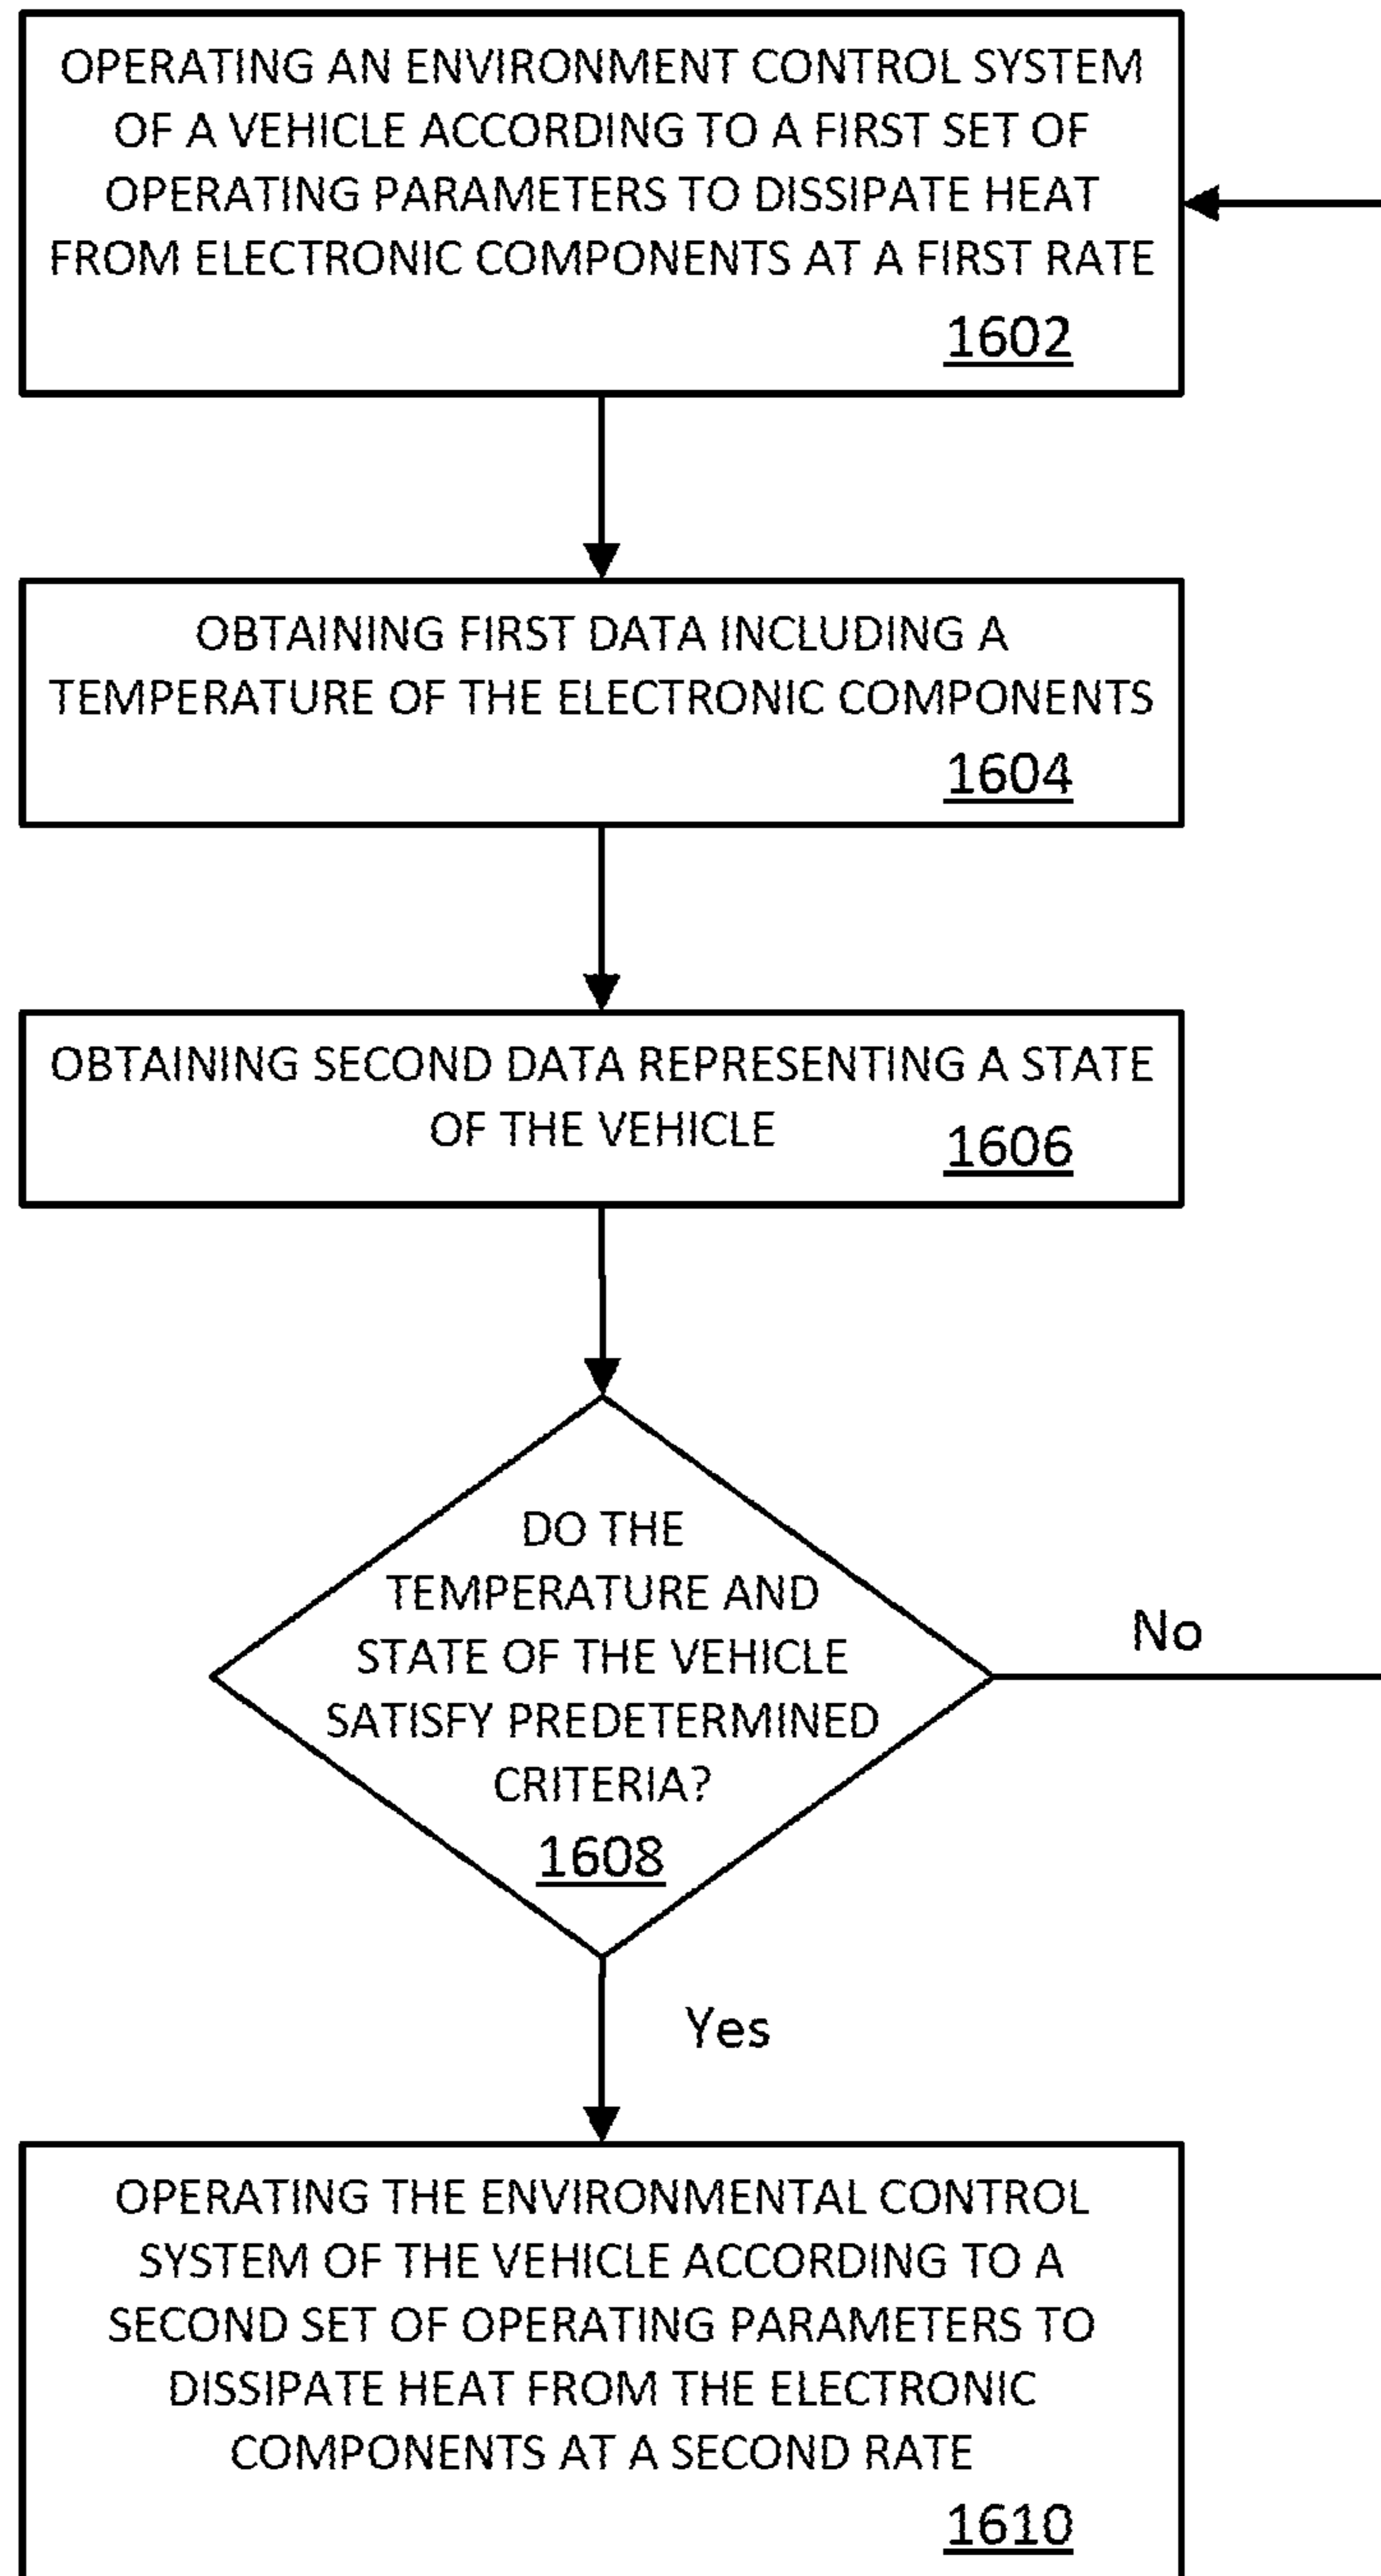 OPERATING AN ENVIRONMENT CONTROL SYSTEM
OF A VEHICLE ACCORDING TO A FIRST SET OF
OPERATING PARAMETERS TO DISSIPATE HEAT
FROM ELECTRONIC COMPONENTS AT A FIRST RATE
1602
OBTAINING FIRST DATA INCLUDING A
TEMPERATURE OF THE ELECTRONIC COMPONENTS
1604
OBTAINING SECOND DATA REPRESENTING A STATE
OF THE VEHICLE
1606
DO THE
TEMPERATURE AND
STATE OF THE VEHICLE
SATISFY PREDETERMINED
CRITERIA?
1608
No
Yes
OPERATING THE ENVIRONMENTAL CONTROL
SYSTEM OF THE VEHICLE ACCORDING TO A
SECOND SET OF OPERATING PARAMETERS TO
DISSIPATE HEAT FROM THE ELECTRONIC
COMPONENTS AT A SECOND RATE
1610